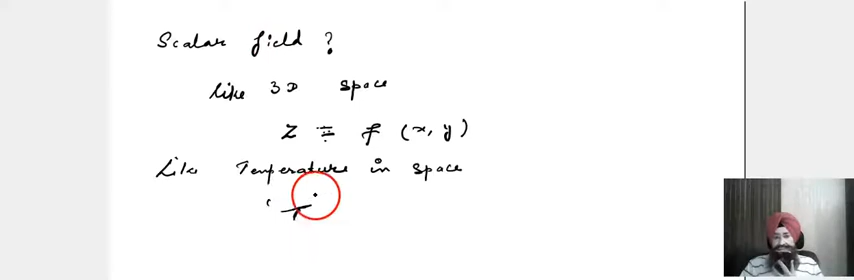 Scalar field ?
like 3D space
Z = f (x, y)
Like Temperature in space
" T